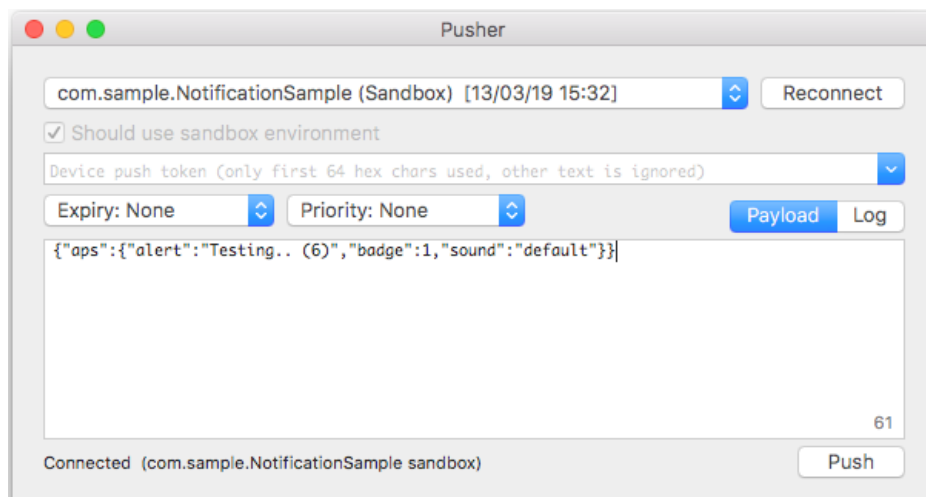 Pusher
com.sample.NotificationSample (Sandbox)  [13/03/19 15:32]
Reconnect
Should use sandbox environment
Device push token (only first 64 hex chars used, other text is ignored)
Expiry: None
Priority: None
Payload
Log
{"aps":{"alert":"Testing.. (6)","badge":1,"sound":"default"}}
61
Connected  (com.sample.NotificationSample sandbox)
Push